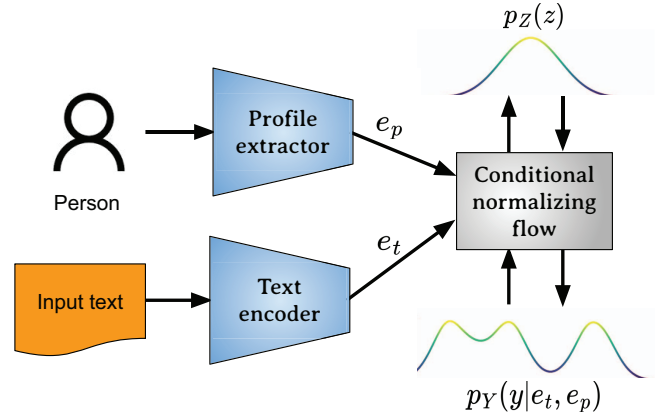 p_Z(z)
Profile
extractor
e_p
Person
Conditional
normalizing
flow
e_t
Input text
Text
encoder
p_Y(y|e_t, e_p)